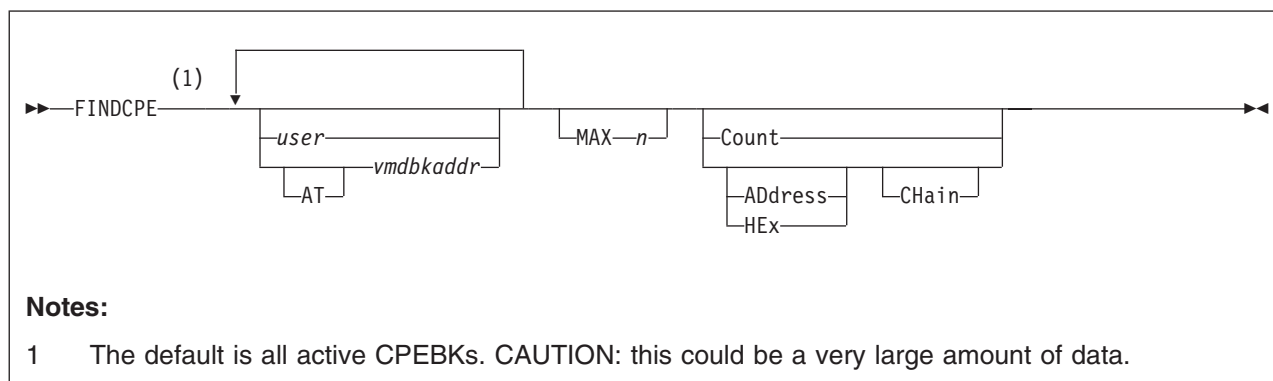 (1)
FINDCPE
user
AT vmdbkaddr
MAX n
Count
ADdress
HEx
CHain
Notes:
1 The default is all active CPEBKs. CAUTION: this could be a very large amount of data.